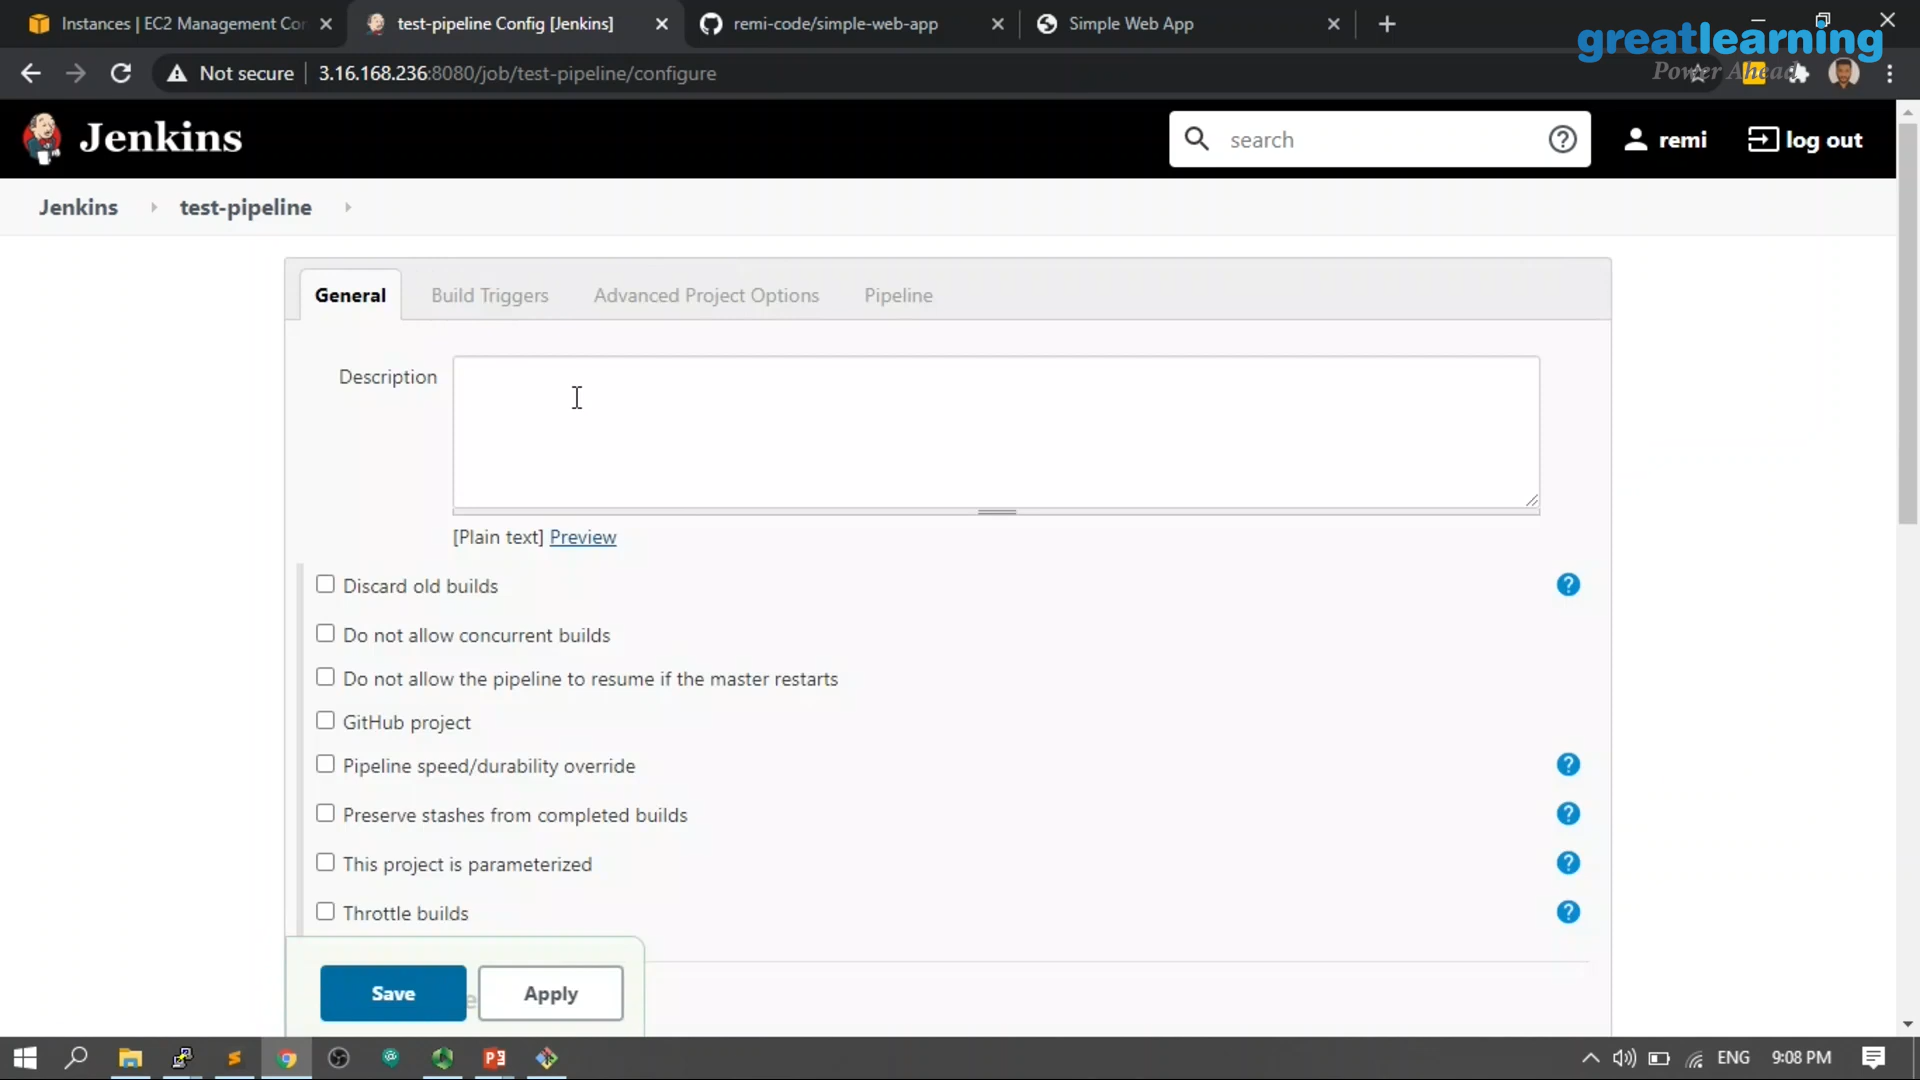 Instances | EC2 Management Con
test-pipeline Config [Jenkins]
remi-code/simple-web-app
Simple Web App
greatlearning
Power Ahead
Not secure
3.16.168.236:8080/job/test-pipeline/configure
Jenkins
search
remi
log out
Jenkins
test-pipeline
General
Build Triggers
Advanced Project Options
Pipeline
Description
[Plain text] Preview
Discard old builds
Do not allow concurrent builds
Do not allow the pipeline to resume if the master restarts
GitHub project
Pipeline speed/durability override
Preserve stashes from completed builds
This project is parameterized
Throttle builds
Save
Apply
ENG
9:08 PM